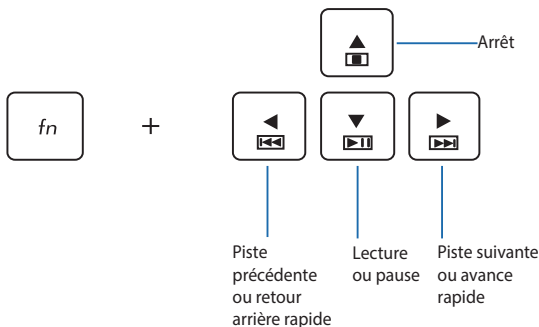 Arrêt
fn
+
Piste
précédente
ou retour
arrière rapide
Lecture
ou pause
Piste suivante
ou avance
rapide